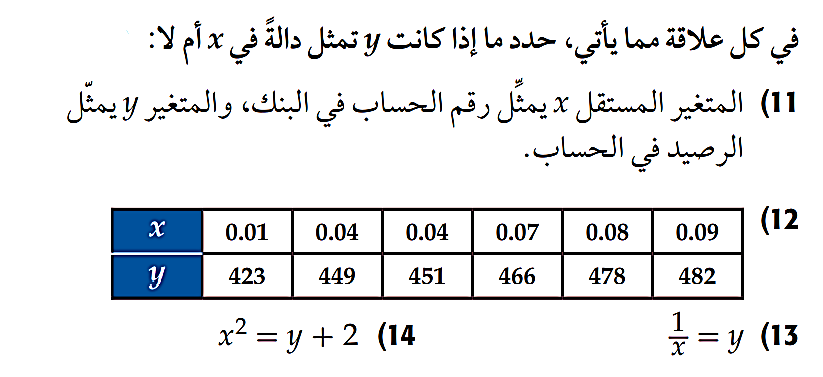 في كل علاقة مما يأتي، حدد ما إذا كانت y تمثل دالةً في x أم لا:
11) المتغير المستقل x يمثِّل رقم الحساب في البنك، والمتغير y يمثّل
الرصيد في الحساب.
12)
x 0.01 0.04 0.04 0.07 0.08 0.09
y 423 449 451 466 478 482
13) 1/x = y 14) x² = y + 2